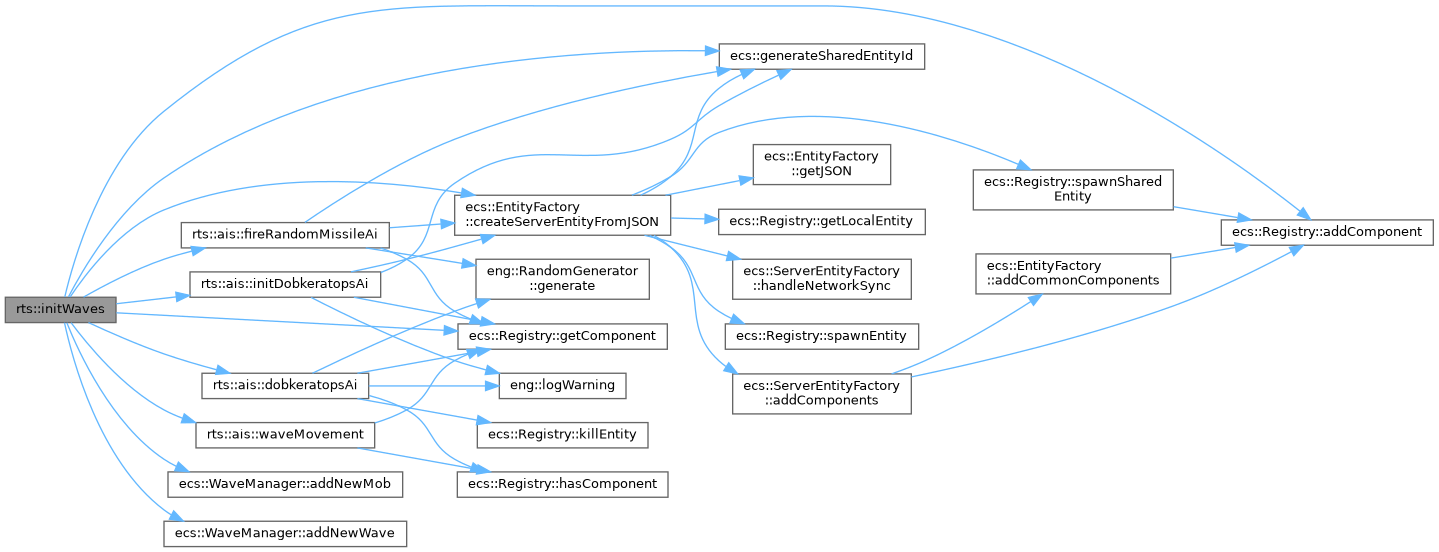 ecs::generateSharedEntityId
ecs::EntityFactory
::getJSON
ecs::Registry::spawnShared
Entity
ecs::EntityFactory
::createServerEntityFromJSON
ecs::Registry::getLocalEntity
rts::ais::fireRandomMissileAi
ecs::Registry::addComponent
eng::RandomGenerator
::generate
ecs::ServerEntityFactory
::handleNetworkSync
ecs::EntityFactory
::addCommonComponents
rts::ais::initDobkeratopsAi
rts::initWaves
ecs::Registry::getComponent
ecs::Registry::spawnEntity
rts::ais::dobkeratopsAi
eng::logWarning
ecs::ServerEntityFactory
::addComponents
rts::ais::waveMovement
ecs::Registry::killEntity
ecs::WaveManager::addNewMob
ecs::Registry::hasComponent
ecs::WaveManager::addNewWave